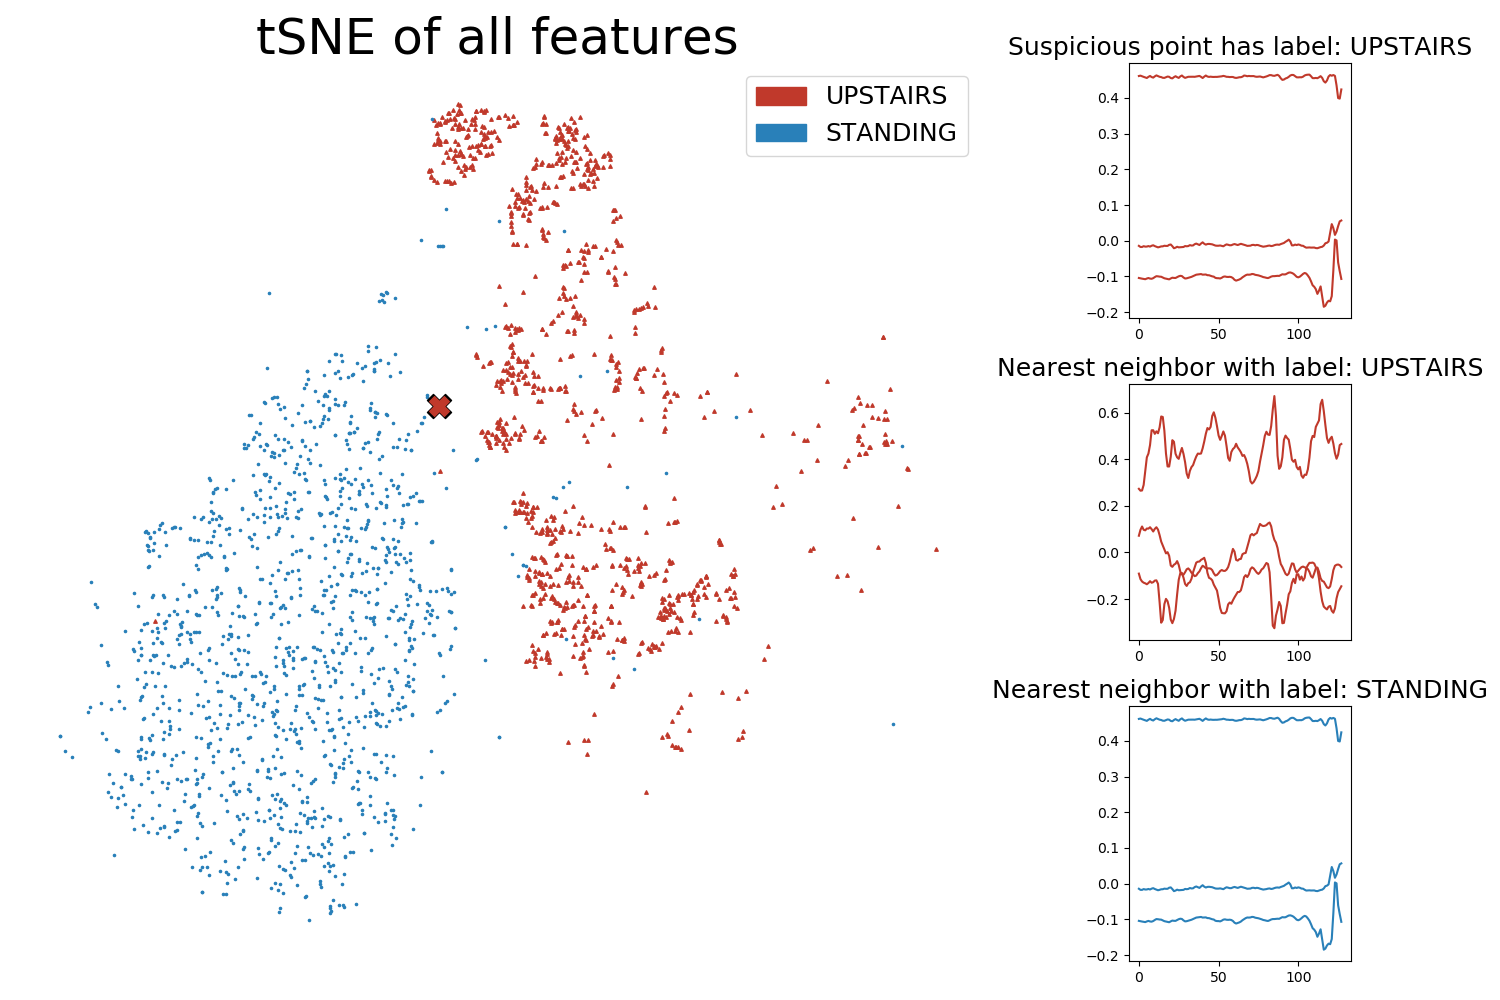 tSNE of all features
UPSTAIRS
STANDING
Suspicious point has label: UPSTAIRS
0.4
0.3
0.2
0.1
0.0
−0.1
−0.2
0 50 100
Nearest neighbor with label: UPSTAIRS
0.6
0.4
0.2
0.0
−0.2
0 50 100
Nearest neighbor with label: STANDING
0.4
0.3
0.2
0.1
0.0
−0.1
−0.2
0 50 100